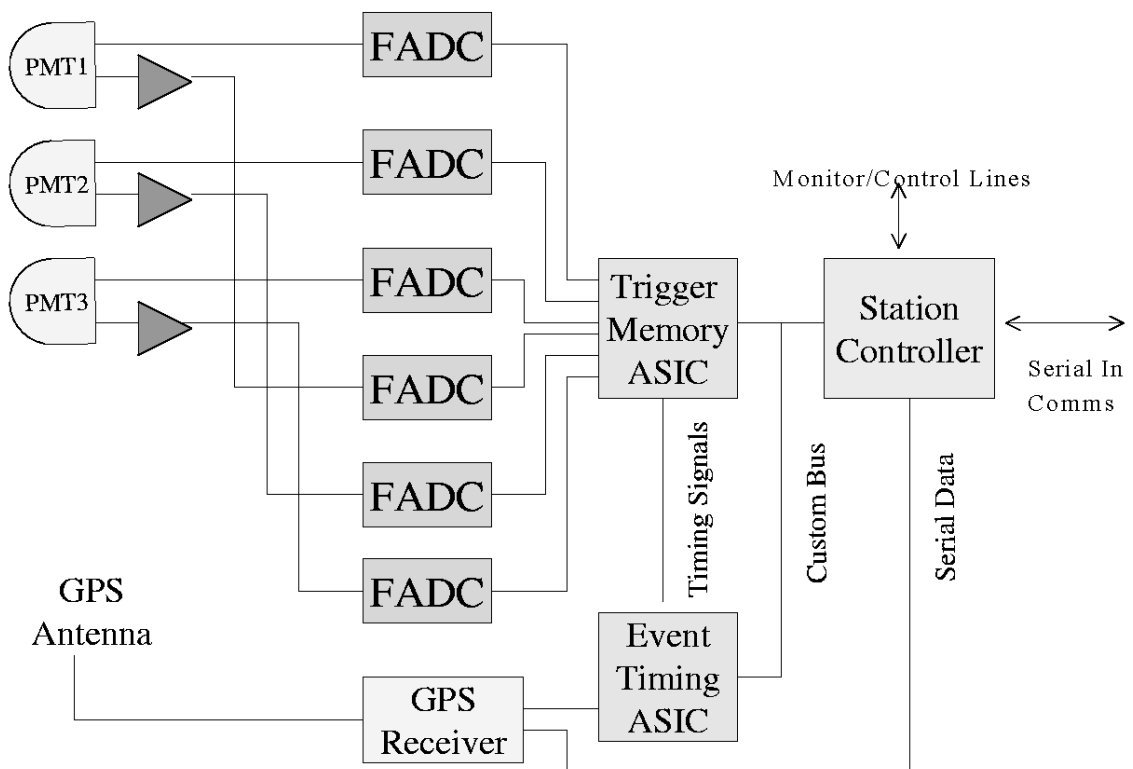 PMT1
FADC
PMT2
FADC
Monitor/Control Lines
PMT3
FADC
Trigger
Memory
ASIC
Station
Controller
FADC
Serial In
Comms
FADC
Timing Signals
Custom Bus
Serial Data
FADC
GPS
Antenna
Event
Timing
ASIC
GPS
Receiver